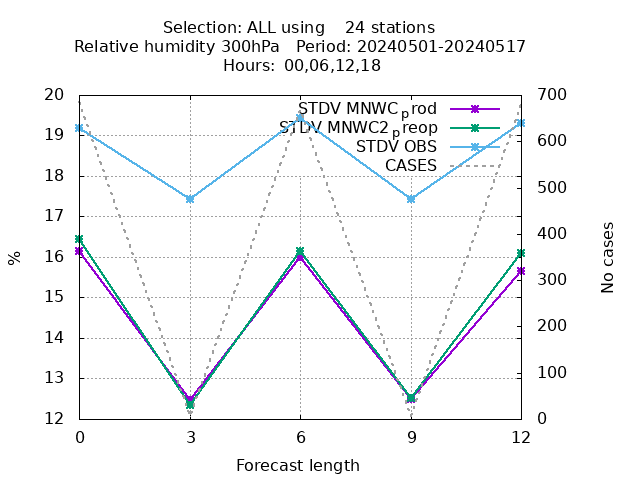 Selection: ALL using    24 stations
Relative humidity 300hPa   Period: 20240501-20240517
Hours: 00,06,12,18
STDV MNWC_prod
STDV MNWC2_preop
STDV OBS
CASES
20
19
18
17
16
15
14
13
12
700
600
500
400
300
200
100
0
%
No cases
0 3 6 9 12
Forecast length